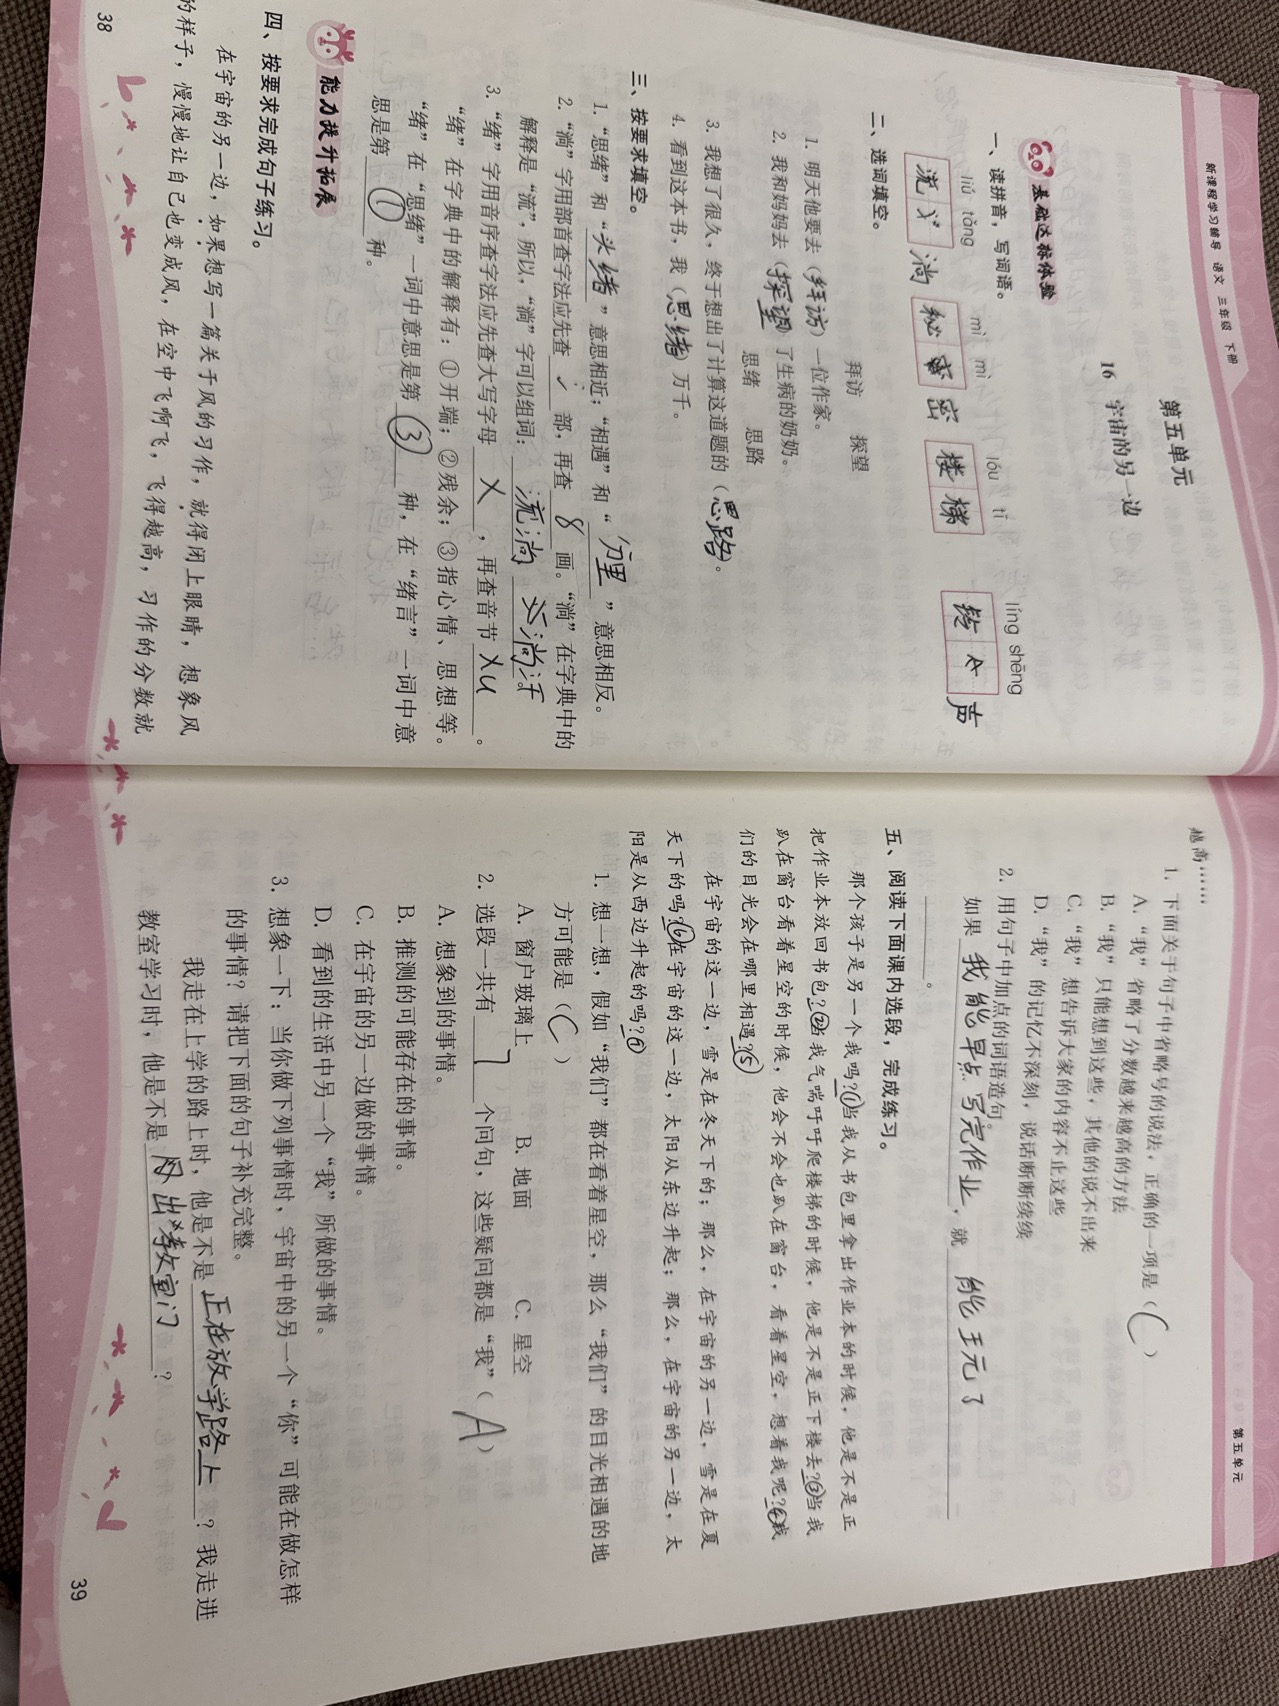 新课程学习辅导 语文 三年级 下册
第五单元
16 宇宙的另一边
基础达标体验
一、读拼音，写词语。
liú tǎng mì mì lóu tī líng shēng
流 淌 秘 密 楼梯 铃 声
二、选词填空。
拜访 探望
1. 明天他要去（拜访）一位作家。
2. 我和妈妈去（探望）了生病的奶奶。
思绪 思路
3. 我想了很久，终于想出了计算这道题的（思路）。
4. 看到这本书，我（思绪）万千。
三、按要求填空。
1. “思绪”和“头绪”意思相近；“相遇”和“ ”意思相反。
2. “淌”字用部首查字法应先查氵部，再查8画。“淌”在字典中的
解释是“流”，所以，“淌”字可以组词：流淌
3. “绪”字用音序查字法应先查大写字母X，再查音节xu。
“绪”在字典中的解释有：①开端；②残余；③指心情、思想等。
“绪”在“思绪”一词中意思是第③种，在“绪言”一词中意
思是第①种。
能力提升拓展
四、按要求完成句子练习。
在宇宙的另一边，如果想写一篇关于风的习作，就得闭上眼睛，想象风
的样子，慢慢地让自己也变成风，在空中飞啊飞，飞得越高，习作的分数就
38
第五单元
越高……
1. 下面关于句子中省略号的说法，正确的一项是（C）
A. “我”省略了分数越来越高的方法
B. “我”只能想到这些，其他的说不出来
C. “我”想告诉大家的内容不止这些
D. “我”的记忆不深刻，说话断断续续
2. 用句子中加点的词语造句。
如果我能早点写完作业，就能王元了
。
五、阅读下面课内选段，完成练习。
那个孩子是另一个我吗？①当我从书包里拿出作业本的时候，他是不是正
把作业本放回书包？②当我气喘吁吁爬楼梯的时候，他是不是正下楼去？③当我
趴在窗台看着星空的时候，他会不会也趴在窗台，看着星空，想着我呢？④我
们的目光会在哪里相遇？⑤
在宇宙的这一边，雪是在冬天下的；那么，在宇宙的另一边，雪是在夏
天下的吗？⑥在宇宙的这一边，太阳从东边升起；那么，在宇宙的另一边，太
阳是从西边升起的吗？⑥
1. 想一想，假如“我们”都在看着星空，那么“我们”的目光相遇的地
方可能是（C）
A. 窗户玻璃上 B. 地面 C. 星空
2. 选段一共有7个问句，这些疑问都是“我”（A）
A. 想象到的事情。
B. 推测的可能存在的事情。
C. 在宇宙的另一边做的事情。
D. 看到的生活中另一个“我”所做的事情。
3. 想象一下：当你做下列事情时，宇宙中的另一个“你”可能在做怎样
的事情？请把下面的句子补充完整。
我走在上学的路上时，他是不是正在放学路上？我走进
教室学习时，他是不是 出教室门？
39